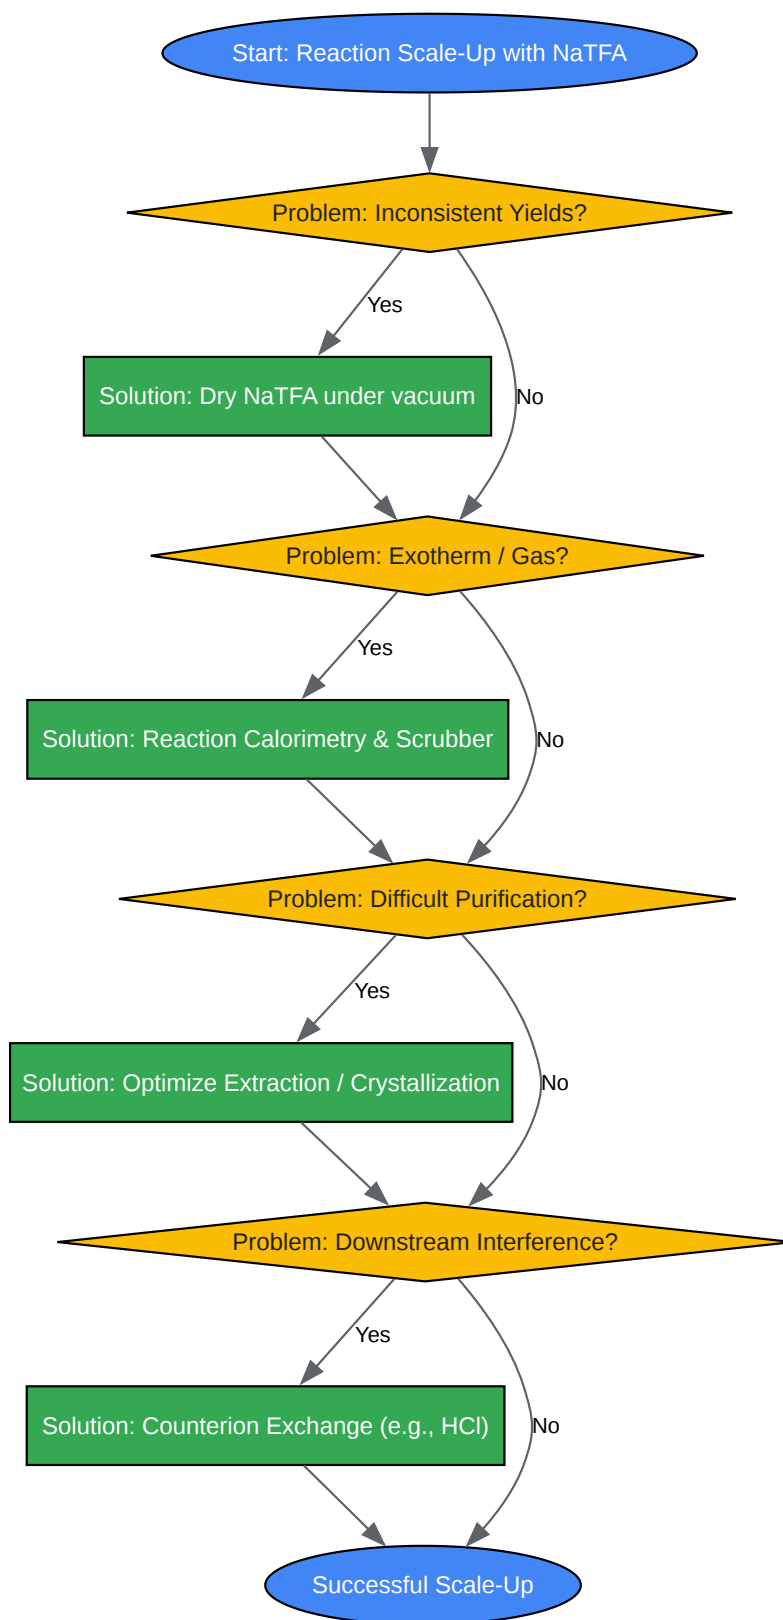 Start: Reaction Scale-Up with NaTFA
Problem: Inconsistent Yields?
Yes
Solution: Dry NaTFA under vacuum
No
Problem: Exotherm / Gas?
Yes
Solution: Reaction Calorimetry & Scrubber
No
Problem: Difficult Purification?
Yes
Solution: Optimize Extraction / Crystallization
No
Problem: Downstream Interference?
Yes
Solution: Counterion Exchange (e.g., HCl)
No
Successful Scale-Up